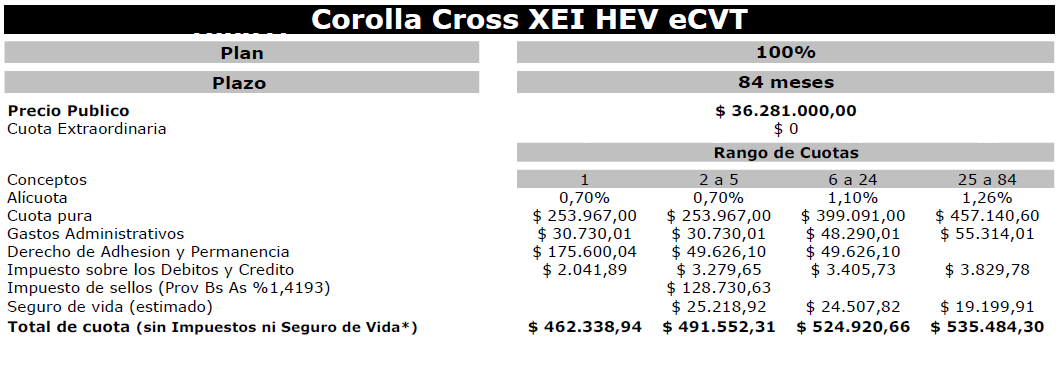 Corolla Cross XEI HEV eCVT
Plan 100%
Plazo 84 meses
Precio Publico $ 36.281.000,00
Cuota Extraordinaria $ 0
Rango de Cuotas
Conceptos 1 2 a 5 6 a 24 25 a 84
Alícuota 0,70% 0,70% 1,10% 1,26%
Cuota pura $ 253.967,00 $ 253.967,00 $ 399.091,00 $ 457.140,60
Gastos Administrativos $ 30.730,01 $ 30.730,01 $ 48.290,01 $ 55.314,01
Derecho de Adhesion y Permanencia $ 175.600,04 $ 49.626,10 $ 49.626,10
Impuesto sobre los Debitos y Credito $ 2.041,89 $ 3.279,65 $ 3.405,73 $ 3.829,78
Impuesto de sellos (Prov Bs As %1,4193) $ 128.730,63
Seguro de vida (estimado) $ 25.218,92 $ 24.507,82 $ 19.199,91
Total de cuota (sin Impuestos ni Seguro de Vida*) $ 462.338,94 $ 491.552,31 $ 524.920,66 $ 535.484,30